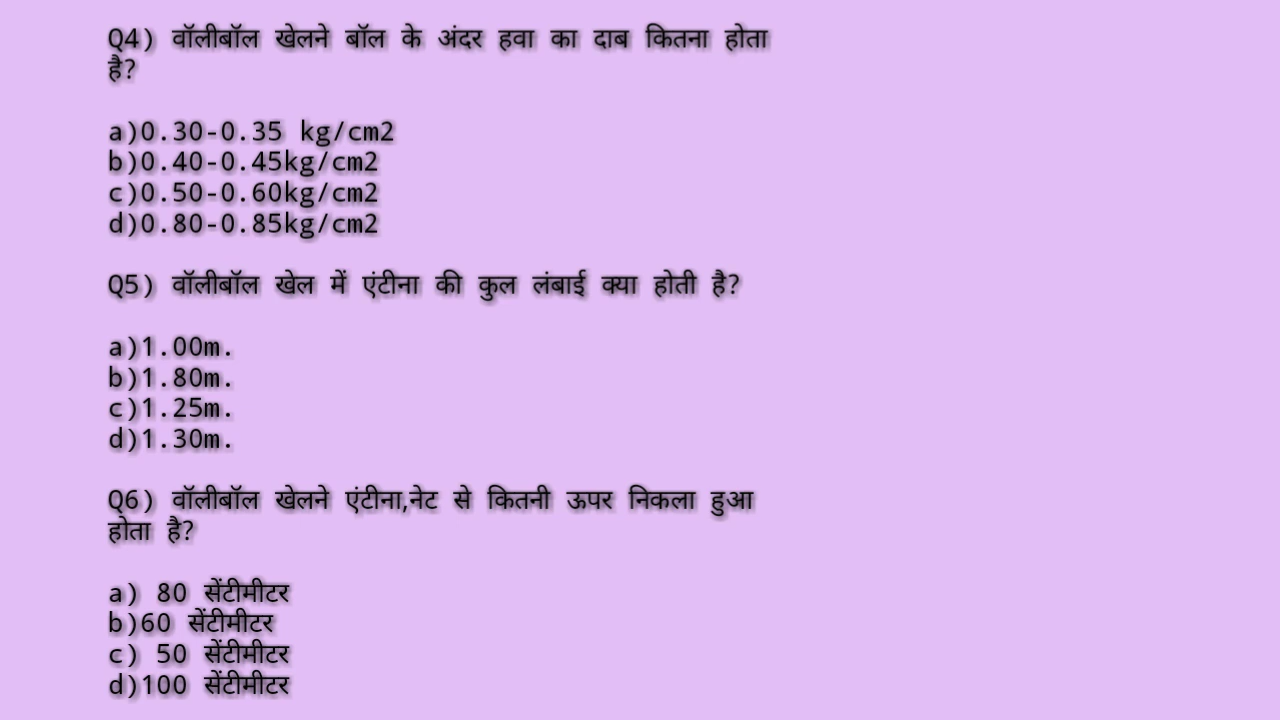 Q4) वॉलीबॉल खेलने बॉल के अंदर हवा का दाब कितना होता
है?
a)0.30-0.35 kg/cm2
b)0.40-0.45kg/cm2
c)0.50-0.60kg/cm2
d)0.80-0.85kg/cm2
Q5) वॉलीबॉल खेल में एंटीना की कुल लंबाई क्या होती है?
a)1.00m.
b)1.80m.
c)1.25m.
d)1.30m.
Q6) वॉलीबॉल खेलने एंटीना,नेट से कितनी ऊपर निकला हुआ
होता है?
a) 80 सेंटीमीटर
b)60 सेंटीमीटर
c) 50 सेंटीमीटर
d)100 सेंटीमीटर